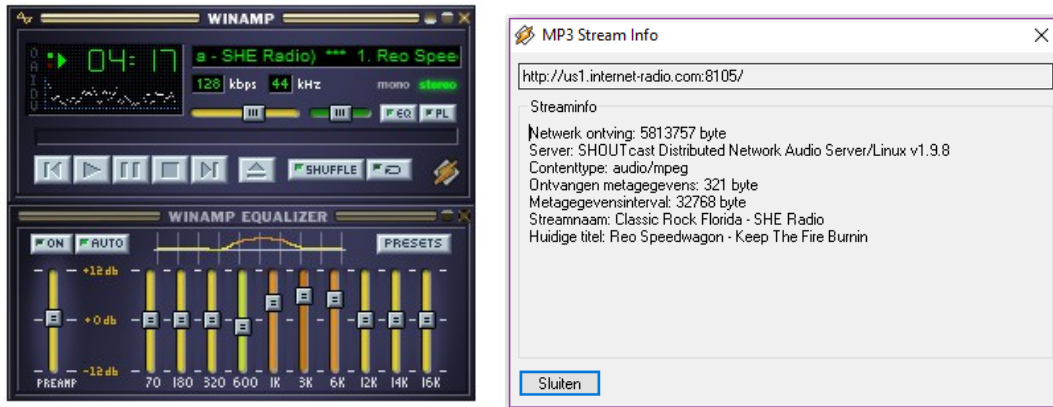 WINAMP
O A I D U
04:17
a - SHE Radio) *** 1. Reo Spee
128 kbps 44 kHz mono stereo
EQ PL
SHUFFLE
WINAMP EQUALIZER
ON AUTO PRESETS
+12 db
+0 db
-12 db
PREAMP 70 180 320 600 1K 3K 6K 12K 14K 16K
MP3 Stream Info
http://us1.internet-radio.com:8105/
Streaminfo
Netwerk ontving: 5813757 byte
Server: SHOUTcast Distributed Network Audio Server/Linux v1.9.8
Contenttype: audio/mpeg
Ontvangen metagegevens: 321 byte
Metagegevensinterval: 32768 byte
Streamnaam: Classic Rock Florida - SHE Radio
Huidige titel: Reo Speedwagon - Keep The Fire Burnin
Sluiten